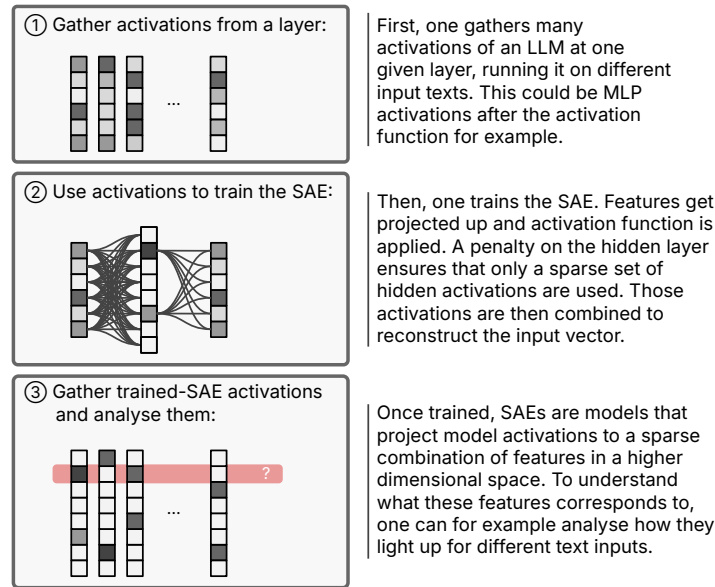 ① Gather activations from a layer:
...
First, one gathers many
activations of an LLM at one
given layer, running it on different
input texts. This could be MLP
activations after the activation
function for example.
② Use activations to train the SAE:
Then, one trains the SAE. Features get
projected up and activation function is
applied. A penalty on the hidden layer
ensures that only a sparse set of
hidden activations are used. Those
activations are then combined to
reconstruct the input vector.
③ Gather trained-SAE activations
and analyse them:
?
...
Once trained, SAEs are models that
project model activations to a sparse
combination of features in a higher
dimensional space. To understand
what these features corresponds to,
one can for example analyse how they
light up for different text inputs.